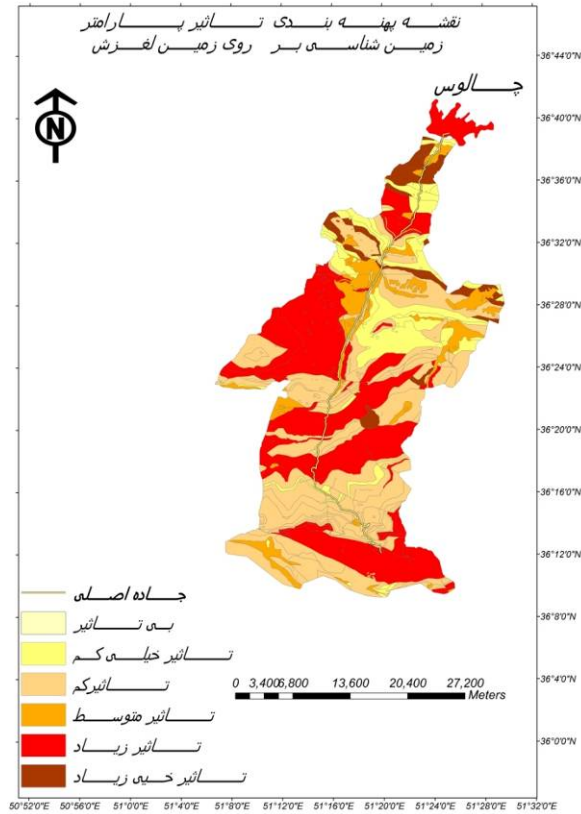 نقشه پهنه بندی تاثیر پارامتر
زمین شناسی بر روی زمین لغزش
چالوس
N
36°44'0"N
36°40'0"N
36°36'0"N
36°32'0"N
36°28'0"N
36°24'0"N
36°20'0"N
36°16'0"N
36°12'0"N
36°8'0"N
36°4'0"N
36°0'0"N
جاده اصلی
بی تاثیر
تاثیر خیلی کم
تاثیرکم
تاثیر متوسط
تاثیر زیاد
تاثیر خیی زیاد
0 3,400 6,800 13,600 20,400 27,200
Meters
50°52'0"E 50°56'0"E 51°0'0"E 51°4'0"E 51°8'0"E 51°12'0"E 51°16'0"E 51°20'0"E 51°24'0"E 51°28'0"E 51°32'0"E